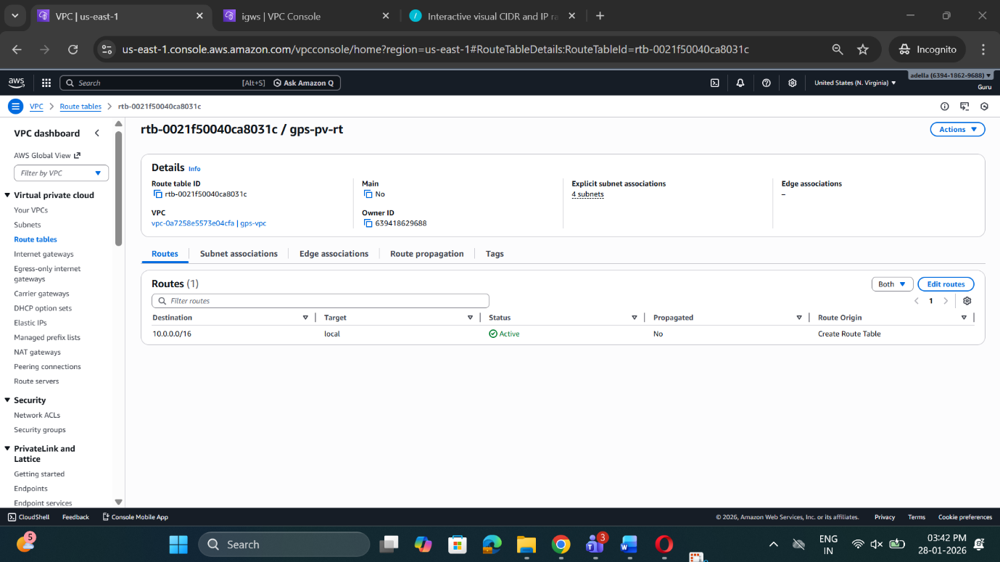 VPC | us-east-1
igws | VPC Console
Interactive visual CIDR and IP ra
us-east-1.console.aws.amazon.com/vpcconsole/home?region=us-east-1#RouteTableDetails:RouteTableId=rtb-0021f50040ca8031c
Incognito
aws
Search
[Alt+S]
Ask Amazon Q
United States (N. Virginia)
adella (6394-1862-9688)
Guru
VPC
Route tables
rtb-0021f50040ca8031c
VPC dashboard
AWS Global View
Filter by VPC
Virtual private cloud
Your VPCs
Subnets
Route tables
Internet gateways
Egress-only internet
gateways
Carrier gateways
DHCP option sets
Elastic IPs
Managed prefix lists
NAT gateways
Peering connections
Route servers
Security
Network ACLs
Security groups
PrivateLink and
Lattice
Getting started
Endpoints
Endpoint services
rtb-0021f50040ca8031c / gps-pv-rt
Actions
Details Info
Route table ID
rtb-0021f50040ca8031c
Main
No
Explicit subnet associations
4 subnets
Edge associations
–
VPC
vpc-0a7258e5573e04cfa | gps-vpc
Owner ID
639418629688
Routes
Subnet associations
Edge associations
Route propagation
Tags
Routes (1)
Both
Edit routes
Filter routes
1
Destination Target Status Propagated Route Origin
10.0.0.0/16 local Active No Create Route Table
CloudShell
Feedback
Console Mobile App
© 2026, Amazon Web Services, Inc. or its affiliates.
Privacy
Terms
Cookie preferences
5
Search
3
ENG
IN
03:42 PM
28-01-2026